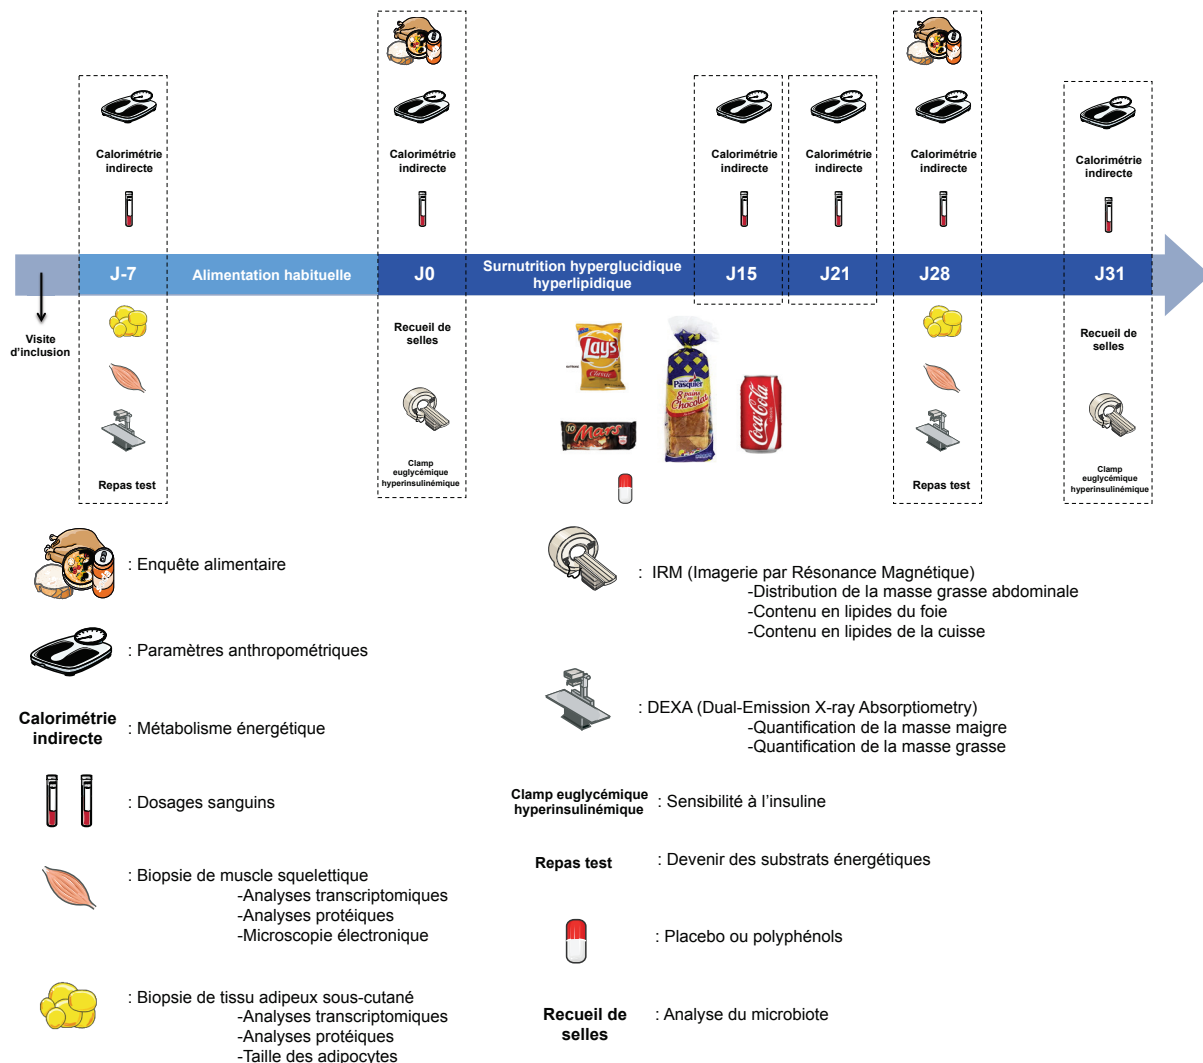 Calorimétrie
indirecte
Calorimétrie
indirecte
Calorimétrie
indirecte
Calorimétrie
indirecte
Calorimétrie
indirecte
Calorimétrie
indirecte
J-7
Alimentation habituelle
J0
Surnutrition hyperglucidique
hyperlipidique
J15
J21
J28
J31
Visite
d'inclusion
Repas test
Recueil de
selles
Clamp
euglycémique
hyperinsulinémique
Lays
Classic
Pasquier
8 pains
au
Chocolat
10
Mars
Coca-Cola
Repas test
Recueil de
selles
Clamp
euglycémique
hyperinsulinémique
: Enquête alimentaire
: Paramètres anthropométriques
Calorimétrie
indirecte
: Métabolisme énergétique
: Dosages sanguins
: Biopsie de muscle squelettique
-Analyses transcriptomiques
-Analyses protéiques
-Microscopie électronique
: Biopsie de tissu adipeux sous-cutané
-Analyses transcriptomiques
-Analyses protéiques
-Taille des adipocytes
: IRM (Imagerie par Résonance Magnétique)
-Distribution de la masse grasse abdominale
-Contenu en lipides du foie
-Contenu en lipides de la cuisse
: DEXA (Dual-Emission X-ray Absorptiometry)
-Quantification de la masse maigre
-Quantification de la masse grasse
Clamp euglycémique
hyperinsulinémique
: Sensibilité à l'insuline
Repas test
: Devenir des substrats énergétiques
: Placebo ou polyphénols
Recueil de
selles
: Analyse du microbiote